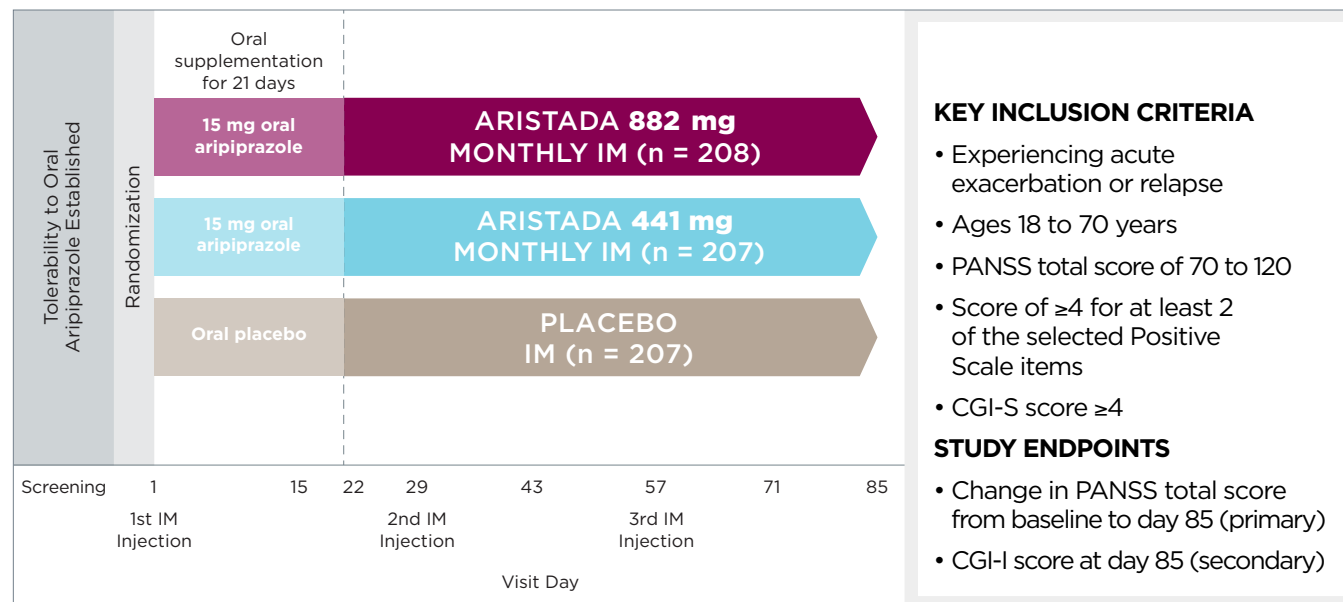 Tolerability to Oral
Aripiprazole Established
Randomization
Oral
supplementation
for 21 days
15 mg oral
aripiprazole
ARISTADA 882 mg
MONTHLY IM (n = 208)
15 mg oral
aripiprazole
ARISTADA 441 mg
MONTHLY IM (n = 207)
Oral placebo
PLACEBO
IM (n = 207)
Screening 1 15 22 29 43 57 71 85
1st IM
Injection
2nd IM
Injection
3rd IM
Injection
Visit Day
KEY INCLUSION CRITERIA
• Experiencing acute
exacerbation or relapse
• Ages 18 to 70 years
• PANSS total score of 70 to 120
• Score of ≥4 for at least 2
of the selected Positive
Scale items
• CGI-S score ≥4
STUDY ENDPOINTS
• Change in PANSS total score
from baseline to day 85 (primary)
• CGI-I score at day 85 (secondary)